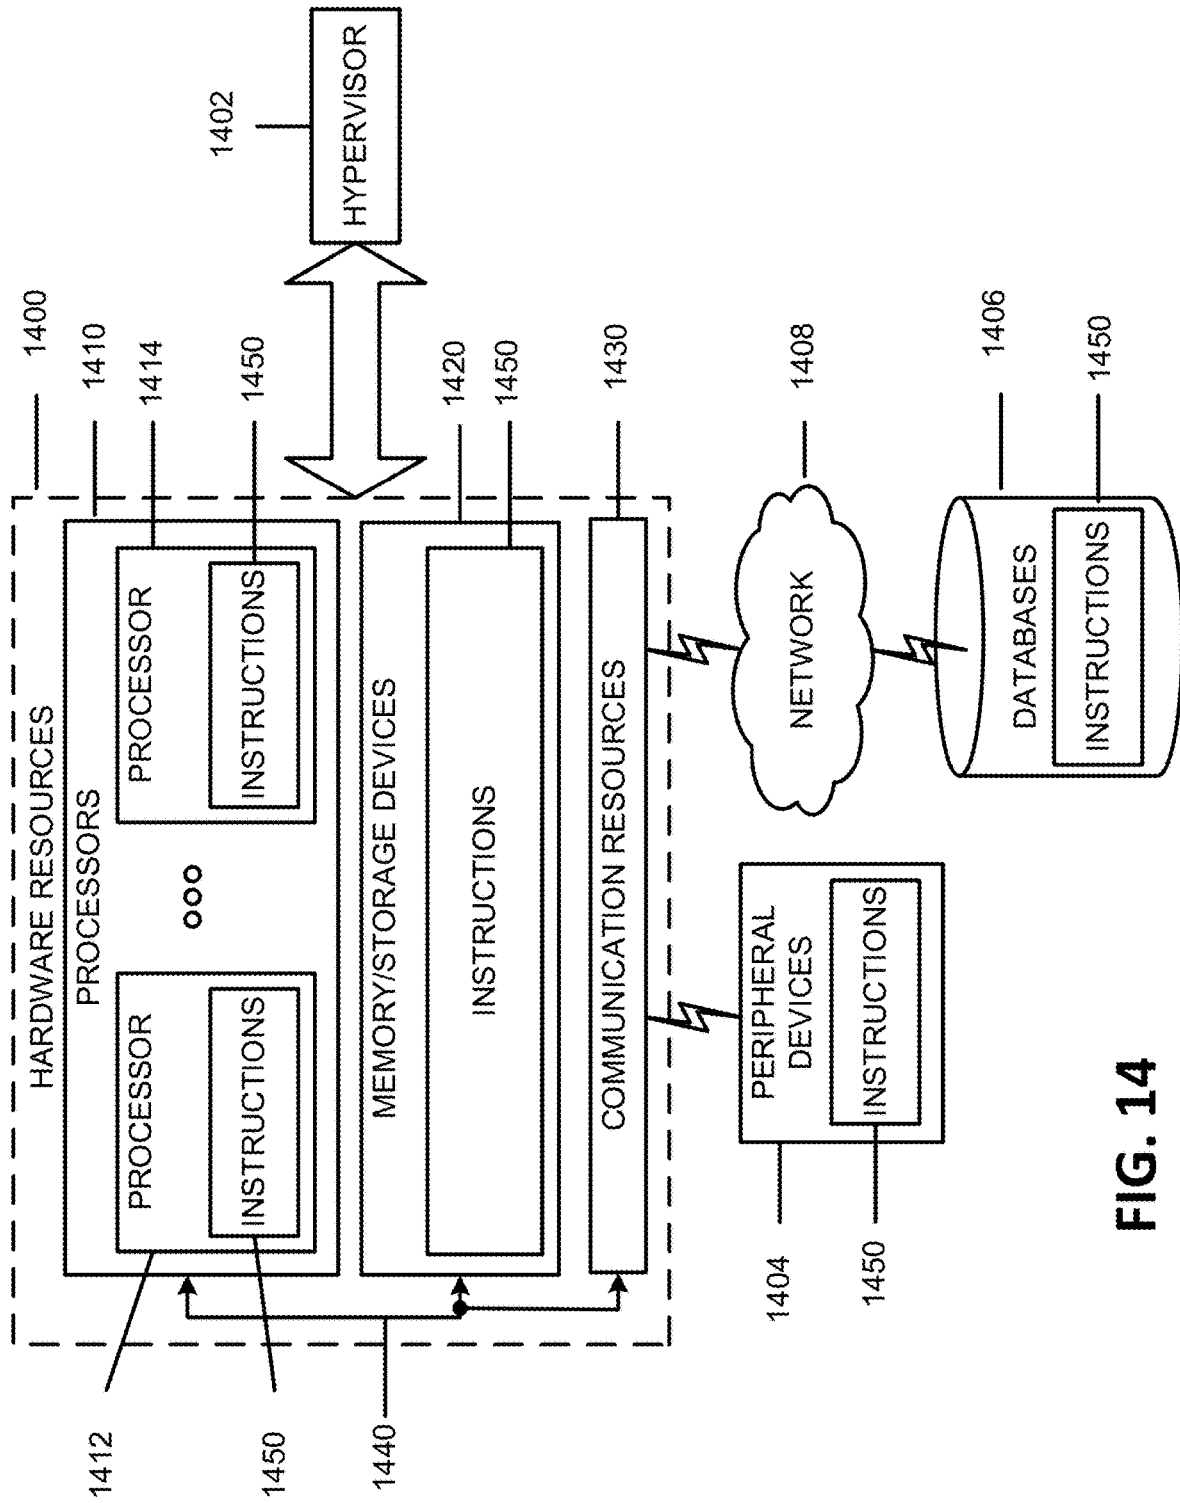 HARDWARE RESOURCES
1400
PROCESSORS
1410
PROCESSOR
PROCESSOR
1414
INSTRUCTIONS
INSTRUCTIONS
1450
1412
1450
HYPERVISOR
1402
MEMORY/STORAGE DEVICES
1420
INSTRUCTIONS
1450
1440
COMMUNICATION RESOURCES
1430
PERIPHERAL
DEVICES
INSTRUCTIONS
1404
1450
NETWORK
1408
DATABASES
1406
INSTRUCTIONS
1450
FIG. 14